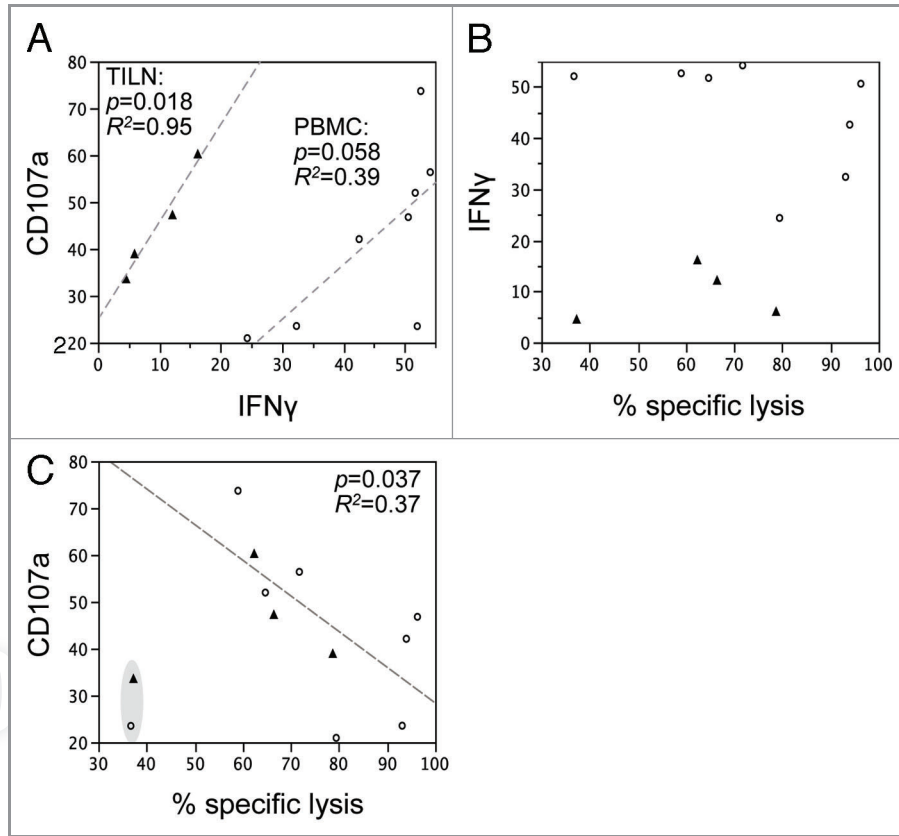 A
TILN:
p=0.018
R²=0.95
PBMC:
p=0.058
R²=0.39
CD107a
80
70
60
50
40
30
220
0 10 20 30 40 50
IFNγ
B
IFNγ
50
40
30
20
10
0
30 40 50 60 70 80 90 100
% specific lysis
C
p=0.037
R²=0.37
CD107a
80
70
60
50
40
30
20
30 40 50 60 70 80 90 100
% specific lysis